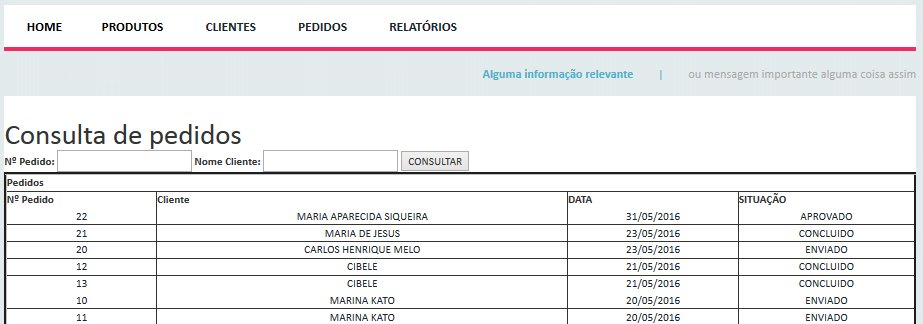 HOME PRODUTOS CLIENTES PEDIDOS RELATÓRIOS
Alguma informação relevante | ou mensagem importante alguma coisa assim
Consulta de pedidos
Nº Pedido: Nome Cliente: CONSULTAR
Pedidos
Nº Pedido Cliente DATA SITUAÇÃO
22 MARIA APARECIDA SIQUEIRA 31/05/2016 APROVADO
21 MARIA DE JESUS 23/05/2016 CONCLUIDO
20 CARLOS HENRIQUE MELO 23/05/2016 ENVIADO
12 CIBELE 21/05/2016 CONCLUIDO
13 CIBELE 21/05/2016 CONCLUIDO
10 MARINA KATO 20/05/2016 ENVIADO
11 MARINA KATO 20/05/2016 ENVIADO